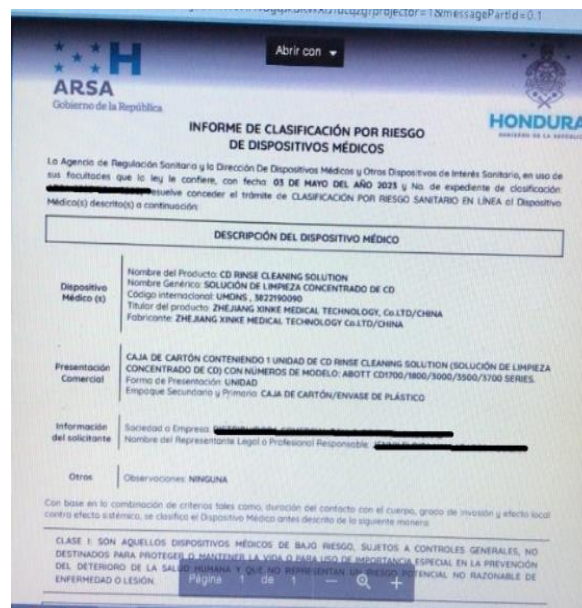 projector=1&messagePartId=0.1
Abrir con
H
ARSA
Gobierno de la República
HONDURA
GOBIERNO DE LA REPÚBLICA
INFORME DE CLASIFICACIÓN POR RIESGO
DE DISPOSITIVOS MÉDICOS
La Agencia de Regulación Sanitaria y la Dirección De Dispositivos Médicos y Otros Dispositivos de Interés Sanitario, en uso de
sus facultades que la ley le confiere, con fecha 03 DE MAYO DEL AÑO 2023 y No. de expediente de clasificación
resuelve conceder el trámite de CLASIFICACIÓN POR RIESGO SANITARIO EN LÍNEA al Dispositivo
Médico(s) descrito(s) a continuación:
DESCRIPCIÓN DEL DISPOSITIVO MÉDICO
Dispositivo
Médico (s)
Nombre del Producto: CD RINSE CLEANING SOLUTION
Nombre Genérico: SOLUCIÓN DE LIMPIEZA CONCENTRADO DE CD
Código internacional: UMDNS , 3822190090
Titular del producto: ZHEJIANG XINKE MEDICAL TECHNOLOGY, Co.LTD/CHINA
Fabricante: ZHEJIANG XINKE MEDICAL TECHNOLOGY Co.LTD/CHINA
Presentación
Comercial
CAJA DE CARTÓN CONTENIENDO 1 UNIDAD DE CD RINSE CLEANING SOLUTION (SOLUCIÓN DE LIMPIEZA
CONCENTRADO DE CD) CON NÚMEROS DE MODELO: ABOTT CD1700/1800/3000/3500/3700 SERIES.
Forma de Presentación: UNIDAD
Empaque Secundario y Primario: CAJA DE CARTÓN/ENVASE DE PLÁSTICO
Información
del solicitante
Sociedad o Empresa:
Nombre del Representante Legal o Profesional Responsable:
Otros
Observaciones: NINGUNA
Con base en la combinación de criterios tales como, duración del contacto con el cuerpo, grado de invasión y efecto local
contra efecto sistémico, se clasifica el Dispositivo Médico antes descrito de la siguiente manera:
CLASE I: SON AQUELLOS DISPOSITIVOS MÉDICOS DE BAJO RIESGO, SUJETOS A CONTROLES GENERALES, NO
DESTINADOS PARA PROTEGER O MANTENER LA VIDA O PARA USO DE IMPORTANCIA ESPECIAL EN LA PREVENCIÓN
DEL DETERIORO DE LA SALUD HUMANA Y QUE NO REPRESENTAN UN RIESGO POTENCIAL NO RAZONABLE DE
ENFERMEDAD O LESIÓN.
Página 1 de 1